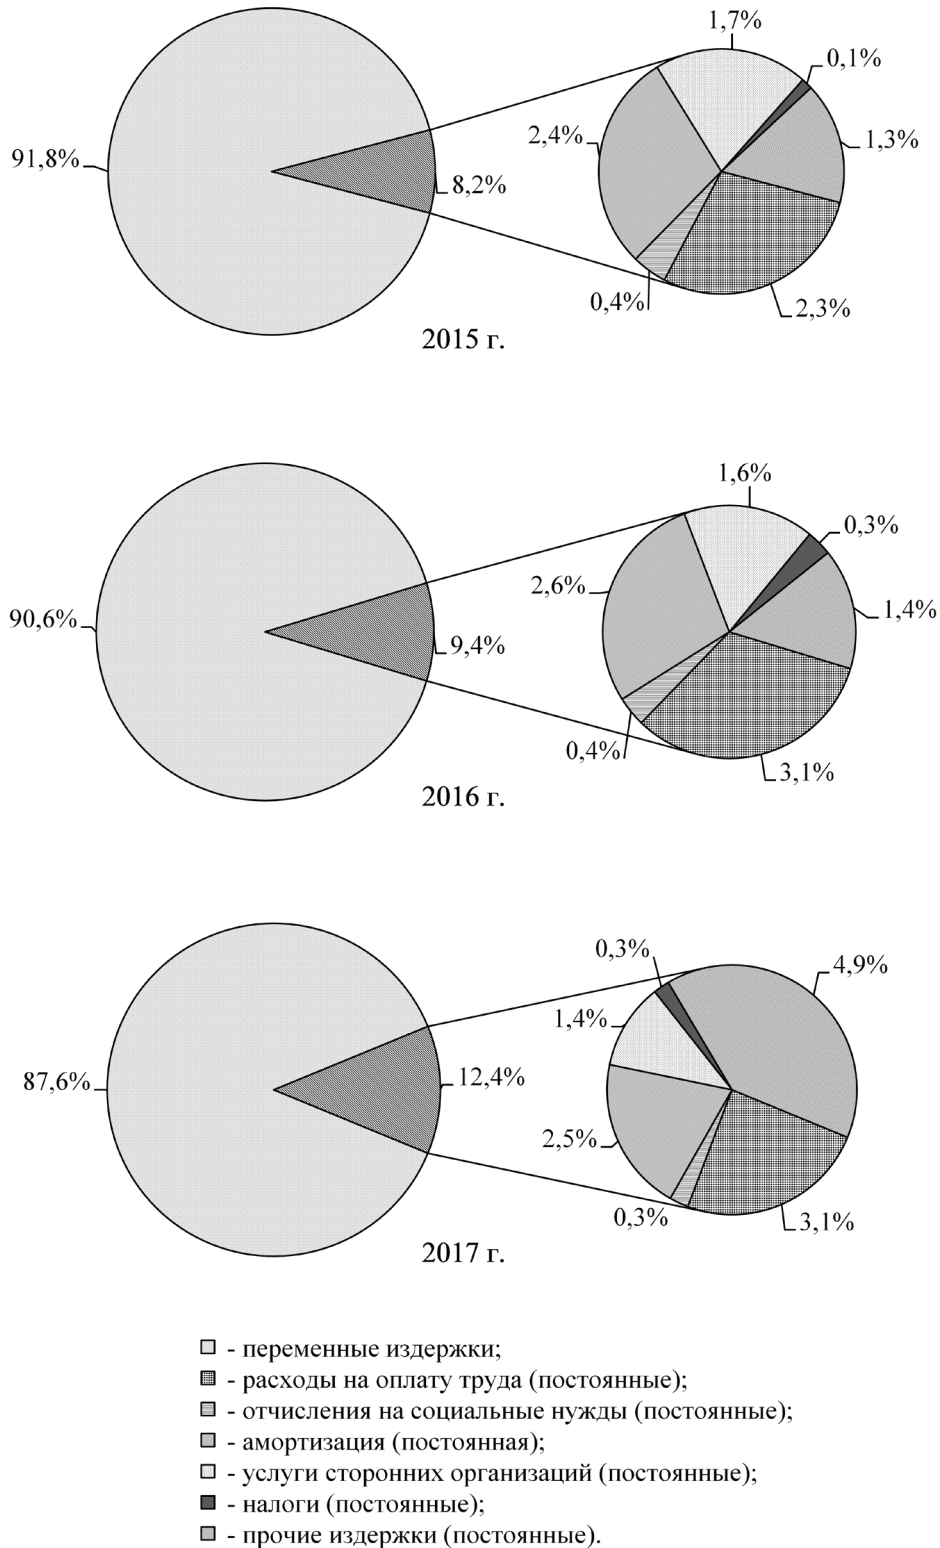 1,7%
0,1%
91,8%
2,4%
1,3%
8,2%
0,4%
2,3%
2015 г.
1,6%
0,3%
90,6%
2,6%
1,4%
9,4%
0,4%
3,1%
2016 г.
0,3%
4,9%
1,4%
87,6%
12,4%
2,5%
0,3%
3,1%
2017 г.
- переменные издержки;
- расходы на оплату труда (постоянные);
- отчисления на социальные нужды (постоянные);
- амортизация (постоянная);
- услуги сторонних организаций (постоянные);
- налоги (постоянные);
- прочие издержки (постоянные).